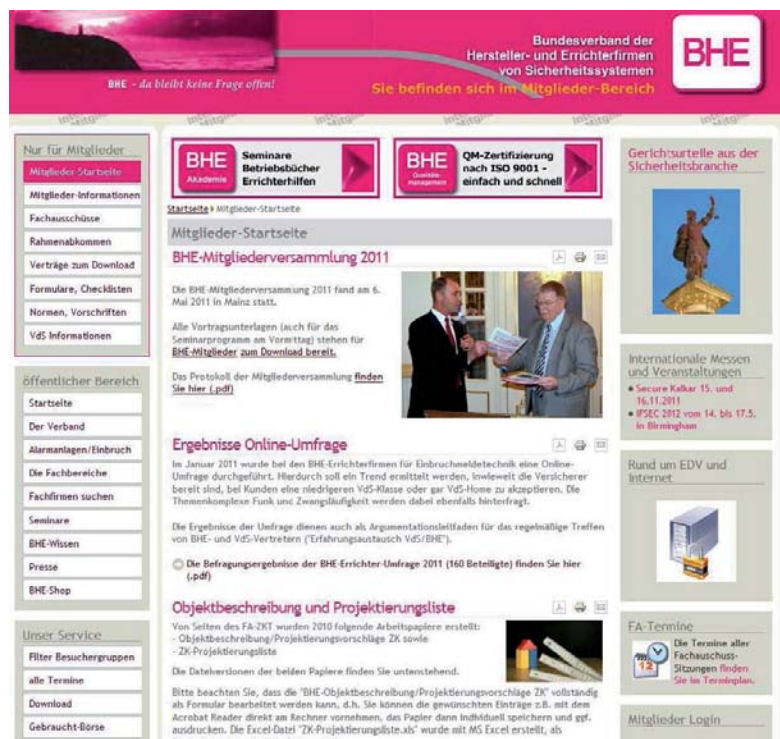 BHE - da bleibt keine Frage offen!
Bundesverband der
Hersteller- und Errichterfirmen
von Sicherheitssystemen
Sie befinden sich im Mitglieder-Bereich
BHE
Nur für Mitglieder
Mitglieder-Startseite
Mitglieder-Informationen
Fachausschüsse
Rahmenabkommen
Verträge zum Download
Formulare, Checklisten
Normen, Vorschriften
VdS Informationen
öffentlicher Bereich
Startseite
Der Verband
Alarmanlagen/Einbruch
Die Fachbereiche
Fachfirmen suchen
Seminare
BHE-Wissen
Presse
BHE-Shop
Unser Service
Filter Besuchergruppen
alle Termine
Download
Gebraucht-Börse
BHE
Akademie
Seminare
Betriebsbücher
Errichterhilfen
BHE
Qualitäts-
management
QM-Zertifizierung
nach ISO 9001 -
einfach und schnell
Startseite Mitglieder-Startseite
Mitglieder-Startseite
BHE-Mitgliederversammlung 2011
Die BHE-Mitgliederversammlung 2011 fand am 6.
Mai 2011 in Mainz statt.
Alle Vortragsunterlagen (auch für das
Seminarprogramm am Vormittag) stehen für
BHE-Mitglieder zum Download bereit.
Das Protokoll der Mitgliederversammlung finden
Sie hier (.pdf)
Ergebnisse Online-Umfrage
Im Januar 2011 wurde bei den BHE-Errichterfirmen für Einbruchmeldetechnik eine Online-
Umfrage durchgeführt. Hierdurch soll ein Trend ermittelt werden, inwieweit die Versicherer
bereit sind, bei Kunden eine niedrigeren VdS-Klasse oder gar VdS-Home zu akzeptieren. Die
Themenkomplexe Funk und Zwangsläufigkeit werden dabei ebenfalls hinterfragt.
Die Ergebnisse der Umfrage dienen auch als Argumentationsleitfaden für das regelmäßige Treffen
von BHE- und VdS-Vertretern ("Erfahrungsaustausch VdS/BHE").
Die Befragungsergebnisse der BHE-Errichter-Umfrage 2011 (160 Beteiligte) finden Sie hier
(.pdf)
Objektbeschreibung und Projektierungsliste
Von Seiten des FA-ZKT wurden 2010 folgende Arbeitspapiere erstellt:
- Objektbeschreibung/Projektierungsvorschläge ZK sowie
- ZK-Projektierungsliste
Die Dateiversionen der beiden Papiere finden Sie untenstehend.
Bitte beachten Sie, dass die "BHE-Objektbeschreibung/Projektierungsvorschläge ZK" vollständig
als Formular bearbeitet werden kann, d.h. Sie können die gewünschten Einträge z.B. mit dem
Acrobat Reader direkt am Rechner vornehmen, das Papier dann individuell speichern und ggf.
ausdrucken. Die Excel-Datei "ZK-Projektierungsliste.xls" wurde mit MS Excel erstellt, als
Gerichtsurteile aus der
Sicherheitsbranche
Internationale Messen
und Veranstaltungen
Secure Kalkar 15. und
16.11.2011
IFSEC 2012 vom 14. bis 17.5.
in Birmingham
Rund um EDV und
Internet
FA-Termine
12
Die Termine aller
Fachauschuss-
Sitzungen finden
Sie im Terminplan.
Mitglieder Login